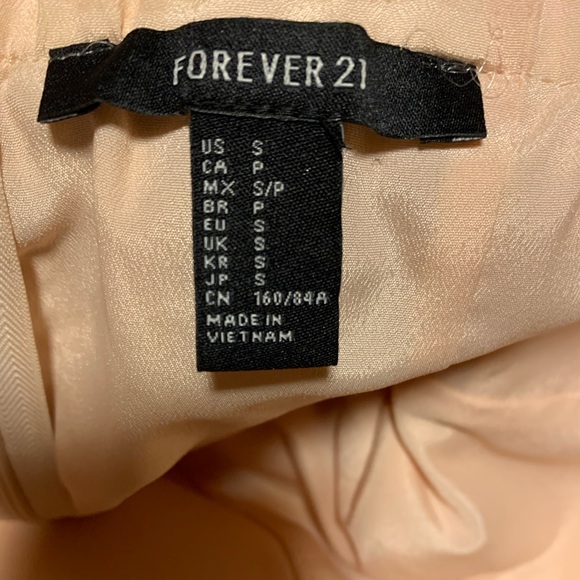 FOREVER 21
US S
CA P
MX S/P
BR P
EU S
UK S
KR S
JP S
CN 160/84A
MADE IN
VIETNAM